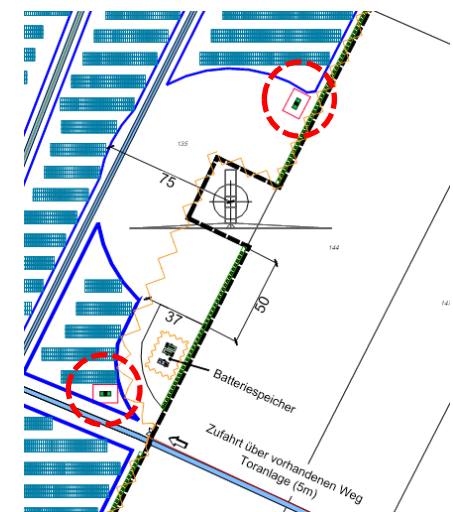 135
75
144
50
37
Batteriespeicher
Zufahrt über vorhandenen Weg
Toranlage (5m)